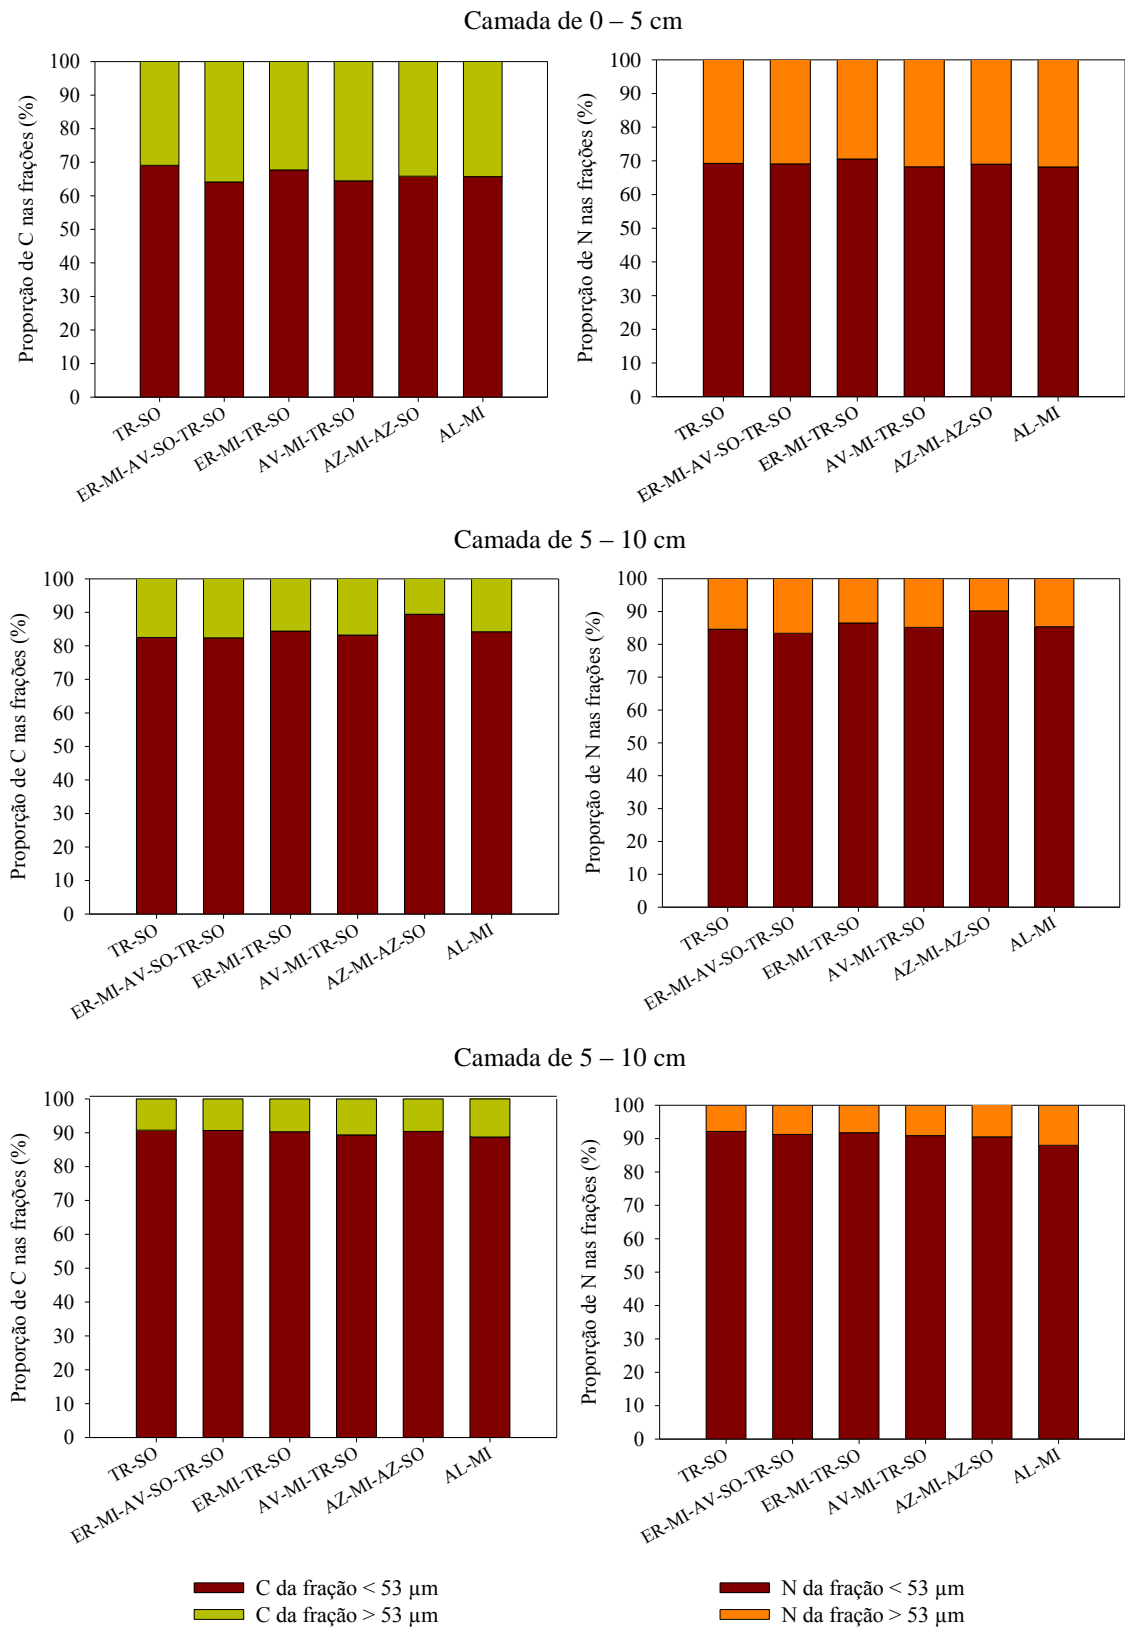 Camada de 0 – 5 cm
Proporção de C nas frações (%)
100
90
80
70
60
50
40
30
20
10
0
TR-SO
ER-MI-AV-SO-TR-SO
ER-MI-TR-SO
AV-MI-TR-SO
AZ-MI-AZ-SO
AL-MI
Proporção de N nas frações (%)
100
90
80
70
60
50
40
30
20
10
0
TR-SO
ER-MI-AV-SO-TR-SO
ER-MI-TR-SO
AV-MI-TR-SO
AZ-MI-AZ-SO
AL-MI
Camada de 5 – 10 cm
Proporção de C nas frações (%)
100
90
80
70
60
50
40
30
20
10
0
TR-SO
ER-MI-AV-SO-TR-SO
ER-MI-TR-SO
AV-MI-TR-SO
AZ-MI-AZ-SO
AL-MI
Proporção de N nas frações (%)
100
90
80
70
60
50
40
30
20
10
0
TR-SO
ER-MI-AV-SO-TR-SO
ER-MI-TR-SO
AV-MI-TR-SO
AZ-MI-AZ-SO
AL-MI
Camada de 5 – 10 cm
Proporção de C nas frações (%)
100
90
80
70
60
50
40
30
20
10
0
TR-SO
ER-MI-AV-SO-TR-SO
ER-MI-TR-SO
AV-MI-TR-SO
AZ-MI-AZ-SO
AL-MI
Proporção de N nas frações (%)
100
90
80
70
60
50
40
30
20
10
0
TR-SO
ER-MI-AV-SO-TR-SO
ER-MI-TR-SO
AV-MI-TR-SO
AZ-MI-AZ-SO
AL-MI
C da fração < 53 µm
C da fração > 53 µm
N da fração < 53 µm
N da fração > 53 µm